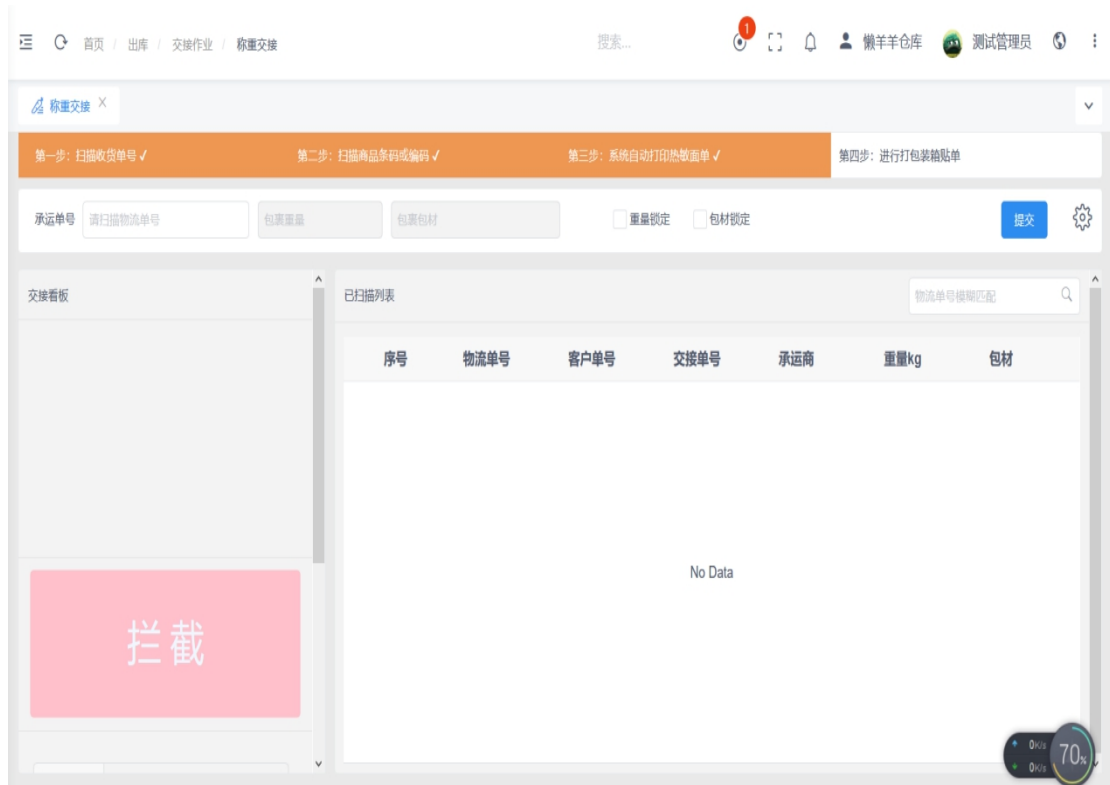 首页 / 出库 / 交接作业 / 称重交接 搜索... 1 懒羊羊仓库 测试管理员
称重交接
第一步：扫描收货单号 ✓ 第二步：扫描商品条码或编码 ✓ 第三步：系统自动打印热敏面单 ✓ 第四步：进行打包装箱贴单
承运单号 请扫描物流单号 包裹重量 包裹包材 重量锁定 包材锁定 提交
交接看板
拦截
已扫描列表 物流单号模糊匹配
序号 物流单号 客户单号 交接单号 承运商 重量kg 包材
No Data
0K/s
0K/s
70%